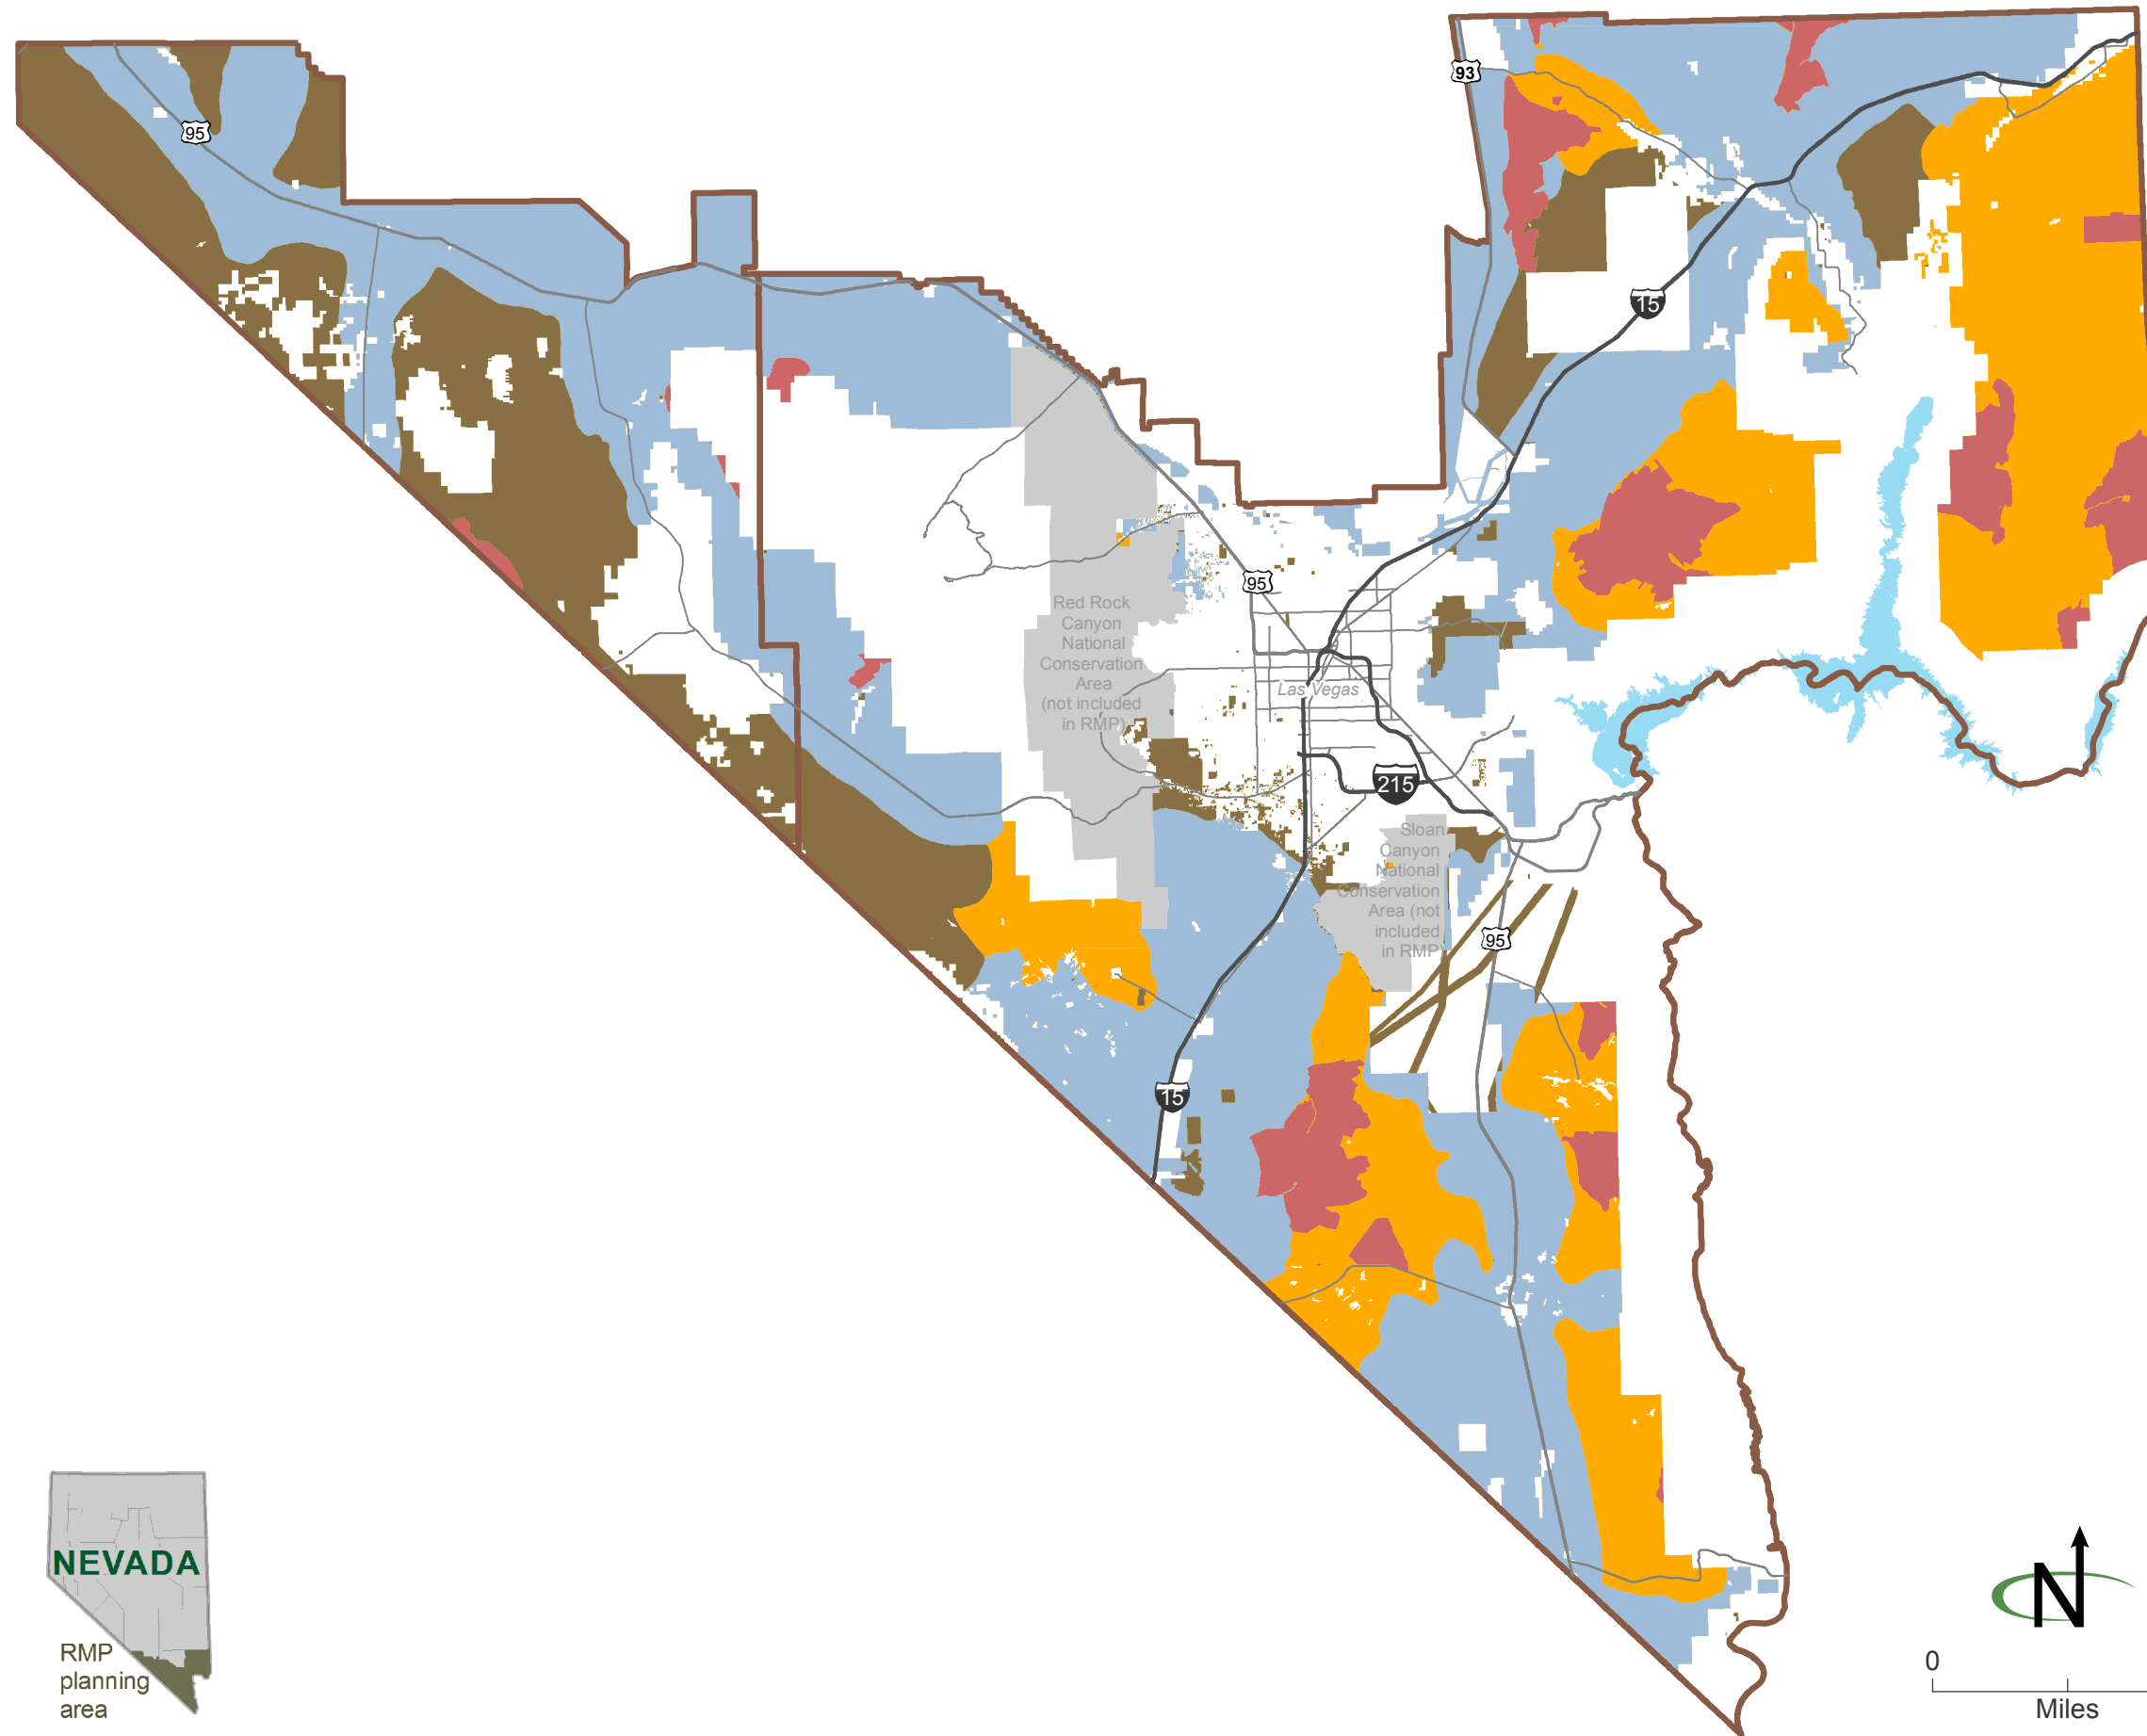 93
95
15
95
Red Rock
Canyon
National
Conservation
Area
(not included
in RMP)
Las Vegas
215
Sloan
Canyon
National
Conservation
Area (not
included
in RMP)
95
15
NEVADA
RMP
planning
area
N
0
Miles